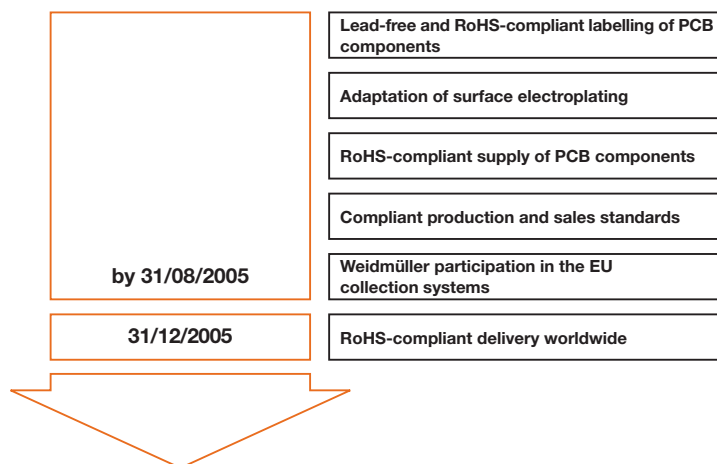 Lead-free and RoHS-compliant labelling of PCB
components
Adaptation of surface electroplating
RoHS-compliant supply of PCB components
Compliant production and sales standards
by 31/08/2005
Weidmüller participation in the EU
collection systems
31/12/2005
RoHS-compliant delivery worldwide